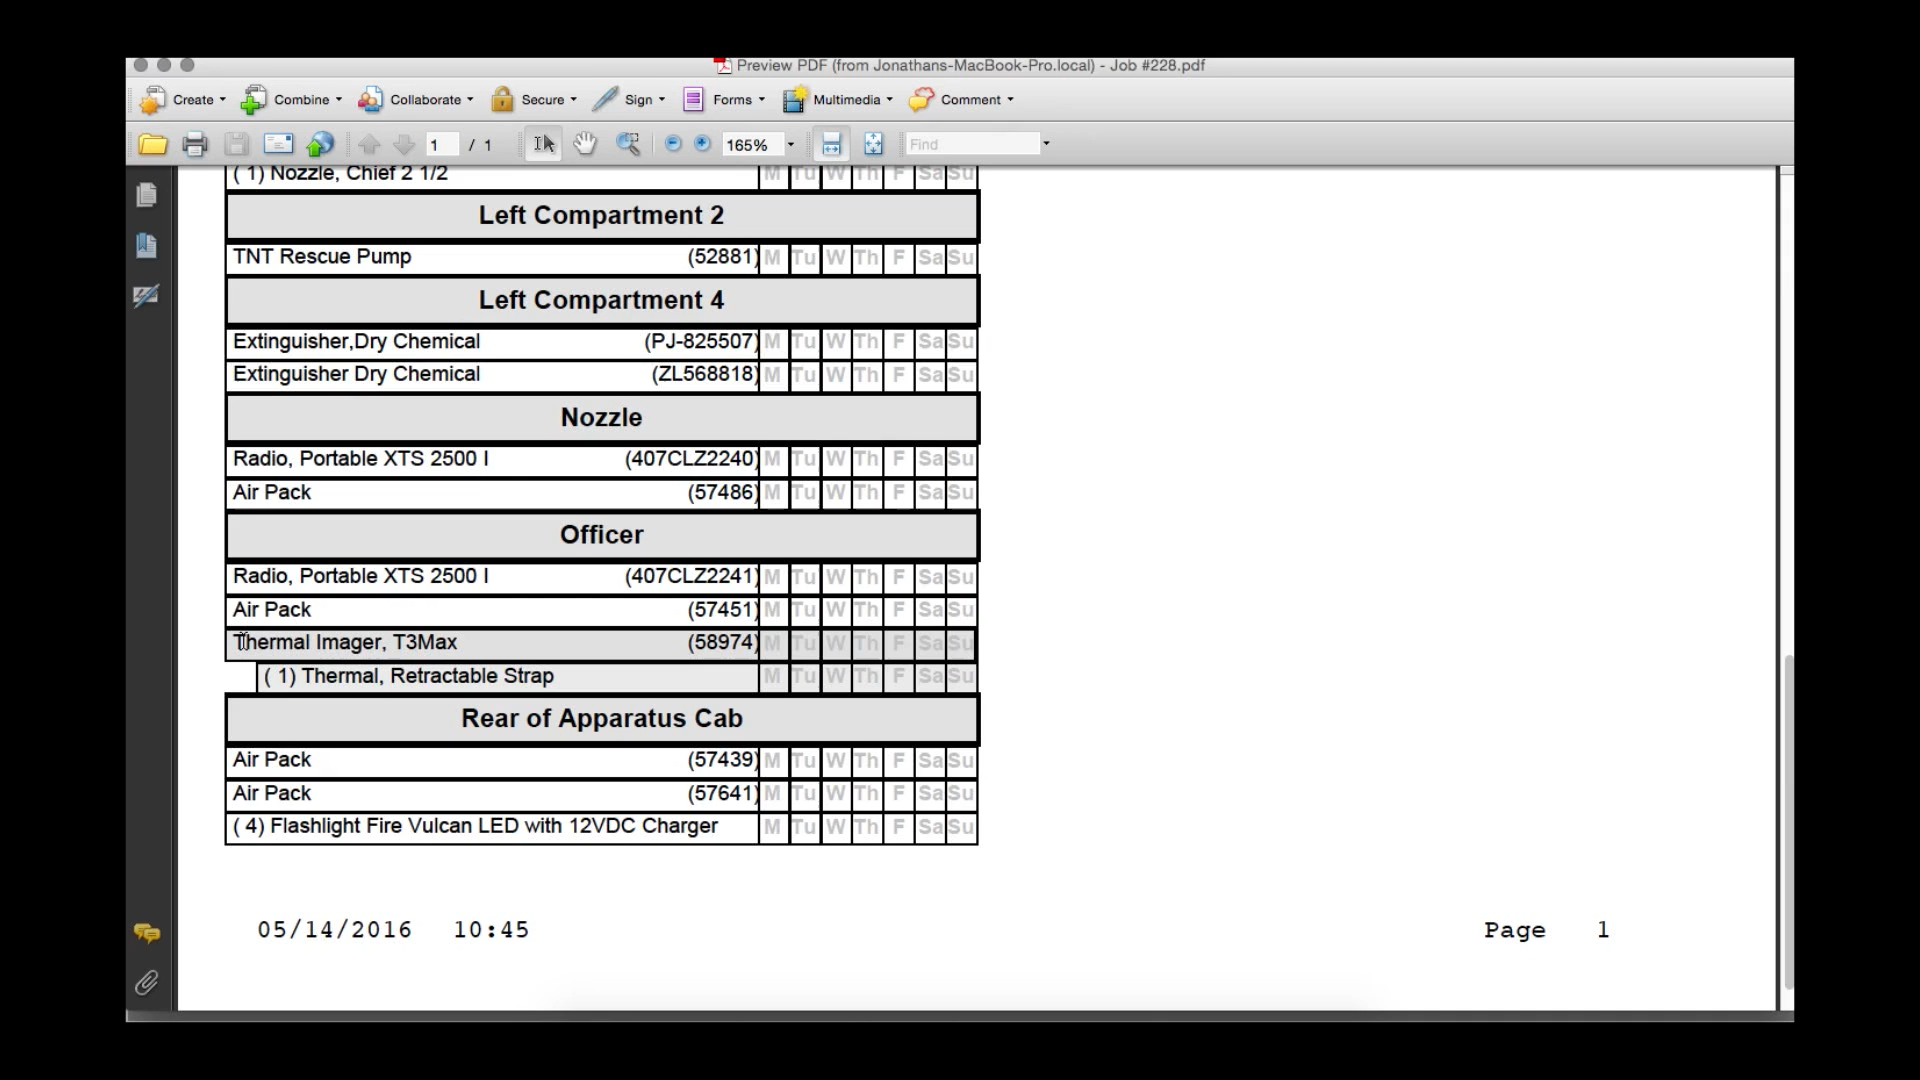 Preview PDF (from Jonathans-MacBook-Pro.local) - Job #228.pdf
Create Combine Collaborate Secure Sign Forms Multimedia Comment
1 / 1 165% Find
( 1) Nozzle, Chief 2 1/2 M Tu W Th F Sa Su
Left Compartment 2
TNT Rescue Pump (52881) M Tu W Th F Sa Su
Left Compartment 4
Extinguisher,Dry Chemical (PJ-825507) M Tu W Th F Sa Su
Extinguisher Dry Chemical (ZL568818) M Tu W Th F Sa Su
Nozzle
Radio, Portable XTS 2500 I (407CLZ2240) M Tu W Th F Sa Su
Air Pack (57486) M Tu W Th F Sa Su
Officer
Radio, Portable XTS 2500 I (407CLZ2241) M Tu W Th F Sa Su
Air Pack (57451) M Tu W Th F Sa Su
Thermal Imager, T3Max (58974) M Tu W Th F Sa Su
( 1) Thermal, Retractable Strap M Tu W Th F Sa Su
Rear of Apparatus Cab
Air Pack (57439) M Tu W Th F Sa Su
Air Pack (57641) M Tu W Th F Sa Su
( 4) Flashlight Fire Vulcan LED with 12VDC Charger M Tu W Th F Sa Su
05/14/2016 10:45 Page 1